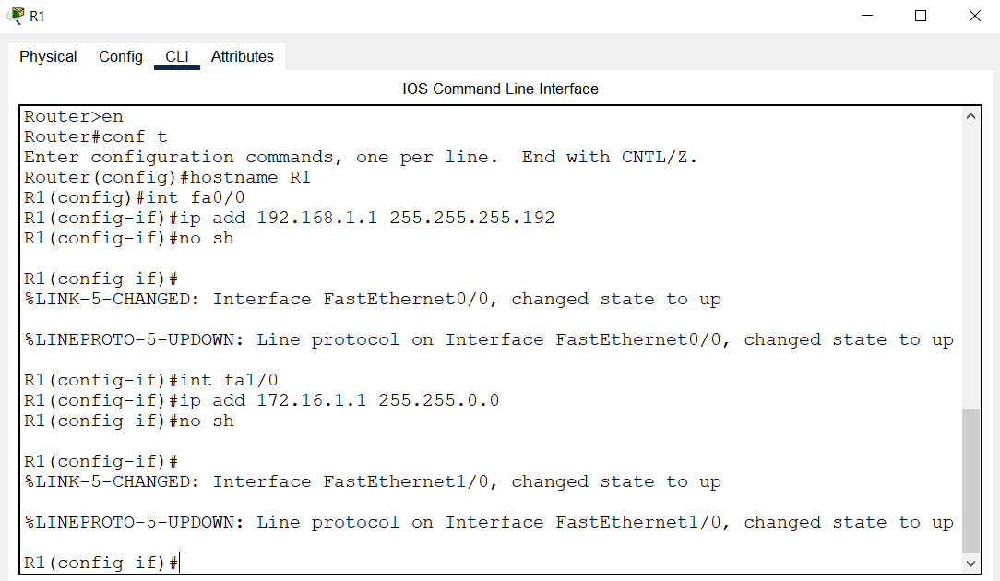 R1
Physical Config CLI Attributes
IOS Command Line Interface
Router>en
Router#conf t
Enter configuration commands, one per line.  End with CNTL/Z.
Router(config)#hostname R1
R1(config)#int fa0/0
R1(config-if)#ip add 192.168.1.1 255.255.255.192
R1(config-if)#no sh
R1(config-if)#
%LINK-5-CHANGED: Interface FastEthernet0/0, changed state to up
%LINEPROTO-5-UPDOWN: Line protocol on Interface FastEthernet0/0, changed state to up
R1(config-if)#int fa1/0
R1(config-if)#ip add 172.16.1.1 255.255.0.0
R1(config-if)#no sh
R1(config-if)#
%LINK-5-CHANGED: Interface FastEthernet1/0, changed state to up
%LINEPROTO-5-UPDOWN: Line protocol on Interface FastEthernet1/0, changed state to up
R1(config-if)#